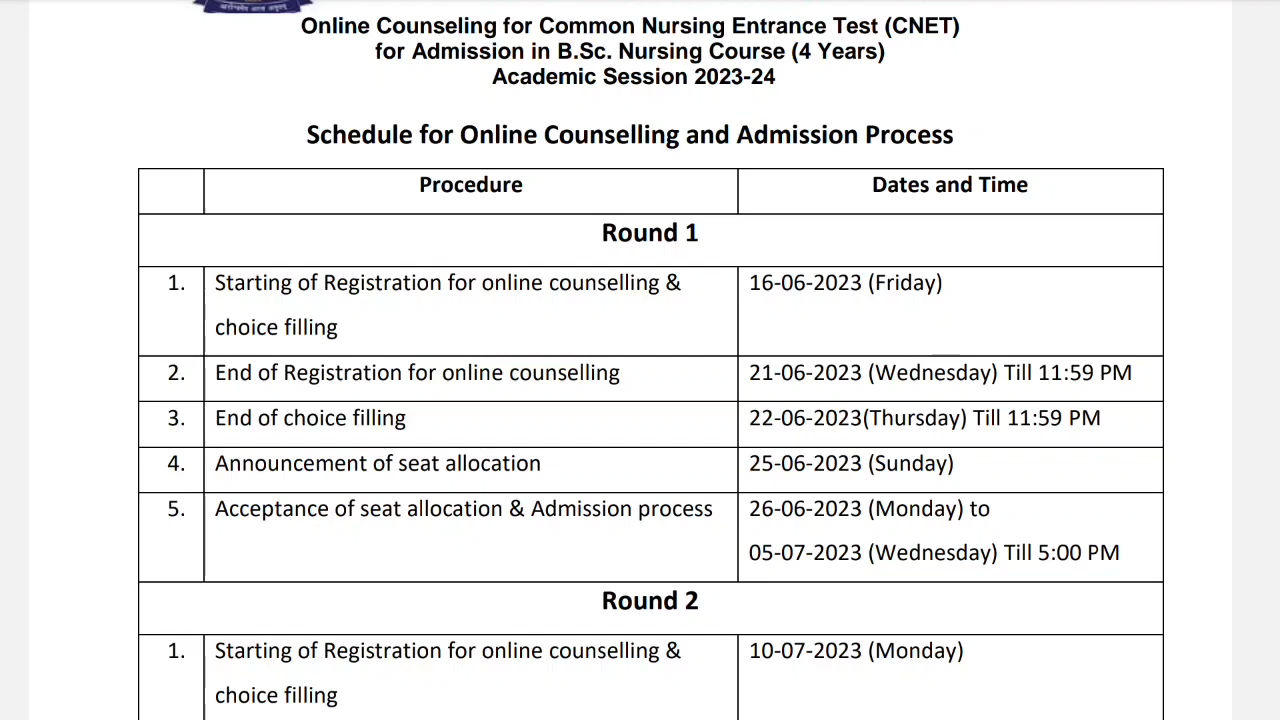 आरोग्यमेव आद्य अमृतम्
Online Counseling for Common Nursing Entrance Test (CNET)
for Admission in B.Sc. Nursing Course (4 Years)
Academic Session 2023-24
Schedule for Online Counselling and Admission Process
Procedure Dates and Time
Round 1
1. Starting of Registration for online counselling & 16-06-2023 (Friday)
choice filling
2. End of Registration for online counselling 21-06-2023 (Wednesday) Till 11:59 PM
3. End of choice filling 22-06-2023(Thursday) Till 11:59 PM
4. Announcement of seat allocation 25-06-2023 (Sunday)
5. Acceptance of seat allocation & Admission process 26-06-2023 (Monday) to
05-07-2023 (Wednesday) Till 5:00 PM
Round 2
1. Starting of Registration for online counselling & 10-07-2023 (Monday)
choice filling